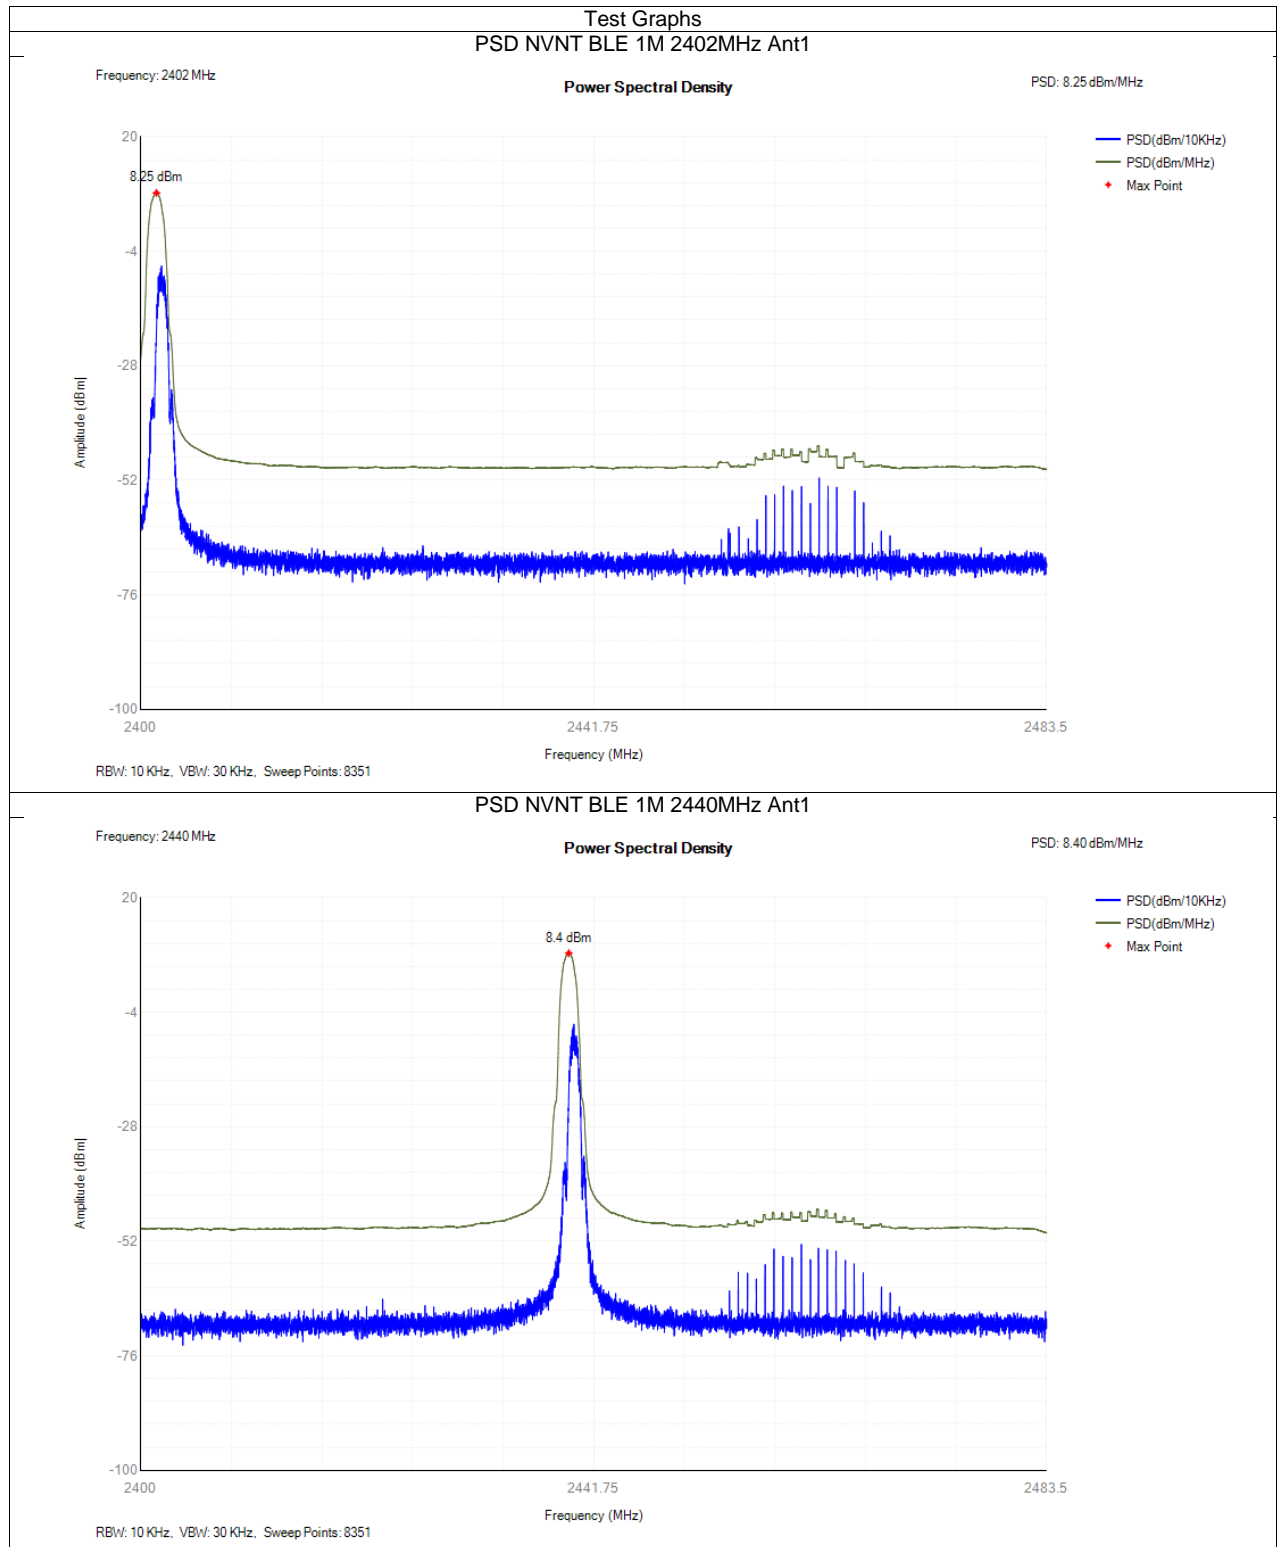 Test Graphs
PSD NVNT BLE 1M 2402MHz Ant1
Frequency: 2402 MHz
Power Spectral Density
PSD: 8.25 dBm/MHz
20
PSD(dBm/10KHz)
PSD(dBm/MHz)
Max Point
8.25 dBm
-4
-28
Amplitude (dBm)
-52
-76
-100
2400
2441.75
2483.5
Frequency (MHz)
RBW: 10 KHz, VBW: 30 KHz, Sweep Points: 8351
PSD NVNT BLE 1M 2440MHz Ant1
Frequency: 2440 MHz
Power Spectral Density
PSD: 8.40 dBm/MHz
20
PSD(dBm/10KHz)
PSD(dBm/MHz)
Max Point
8.4 dBm
-4
-28
Amplitude (dBm)
-52
-76
-100
2400
2441.75
2483.5
Frequency (MHz)
RBW: 10 KHz, VBW: 30 KHz, Sweep Points: 8351